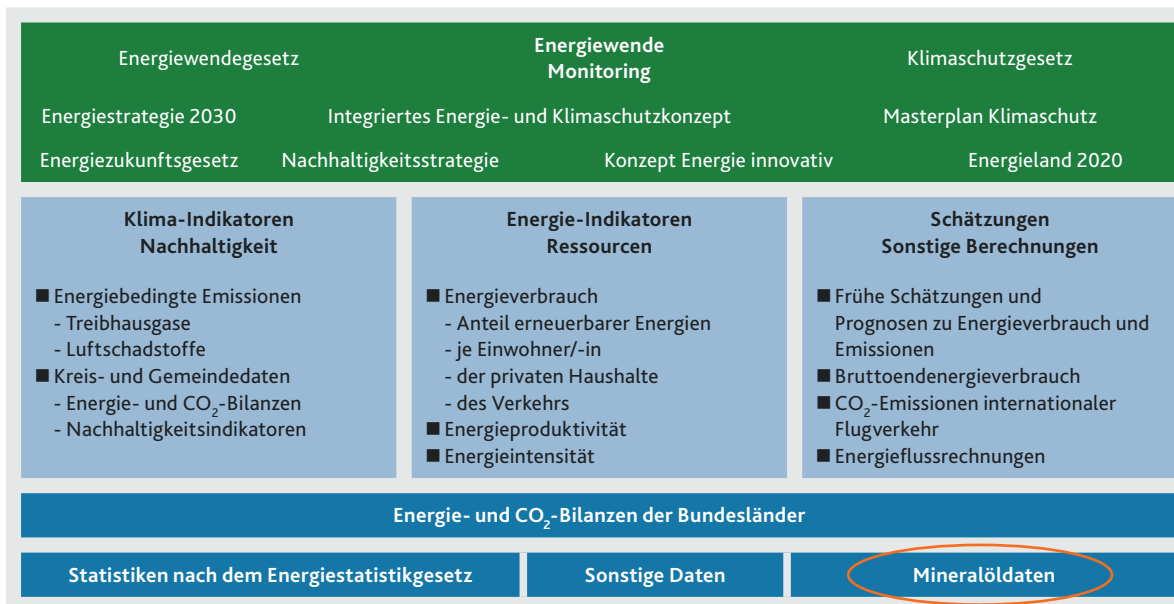 Energiewendegesetz
Energiewende
Monitoring
Klimaschutzgesetz
Energiestrategie 2030
Integriertes Energie- und Klimaschutzkonzept
Masterplan Klimaschutz
Energiezukunftsgesetz
Nachhaltigkeitsstrategie
Konzept Energie innovativ
Energieland 2020
Klima-Indikatoren
Nachhaltigkeit
■ Energiebedingte Emissionen
- Treibhausgase
- Luftschadstoffe
■ Kreis- und Gemeindedaten
- Energie- und CO₂-Bilanzen
- Nachhaltigkeitsindikatoren
Energie-Indikatoren
Ressourcen
■ Energieverbrauch
- Anteil erneuerbarer Energien
- je Einwohner/-in
- der privaten Haushalte
- des Verkehrs
■ Energieproduktivität
■ Energieintensität
Schätzungen
Sonstige Berechnungen
■ Frühe Schätzungen und
Prognosen zu Energieverbrauch und
Emissionen
■ Bruttoendenergieverbrauch
■ CO₂-Emissionen internationaler
Flugverkehr
■ Energieflussrechnungen
Energie- und CO₂-Bilanzen der Bundesländer
Statistiken nach dem Energiestatistikgesetz
Sonstige Daten
Mineralöldaten